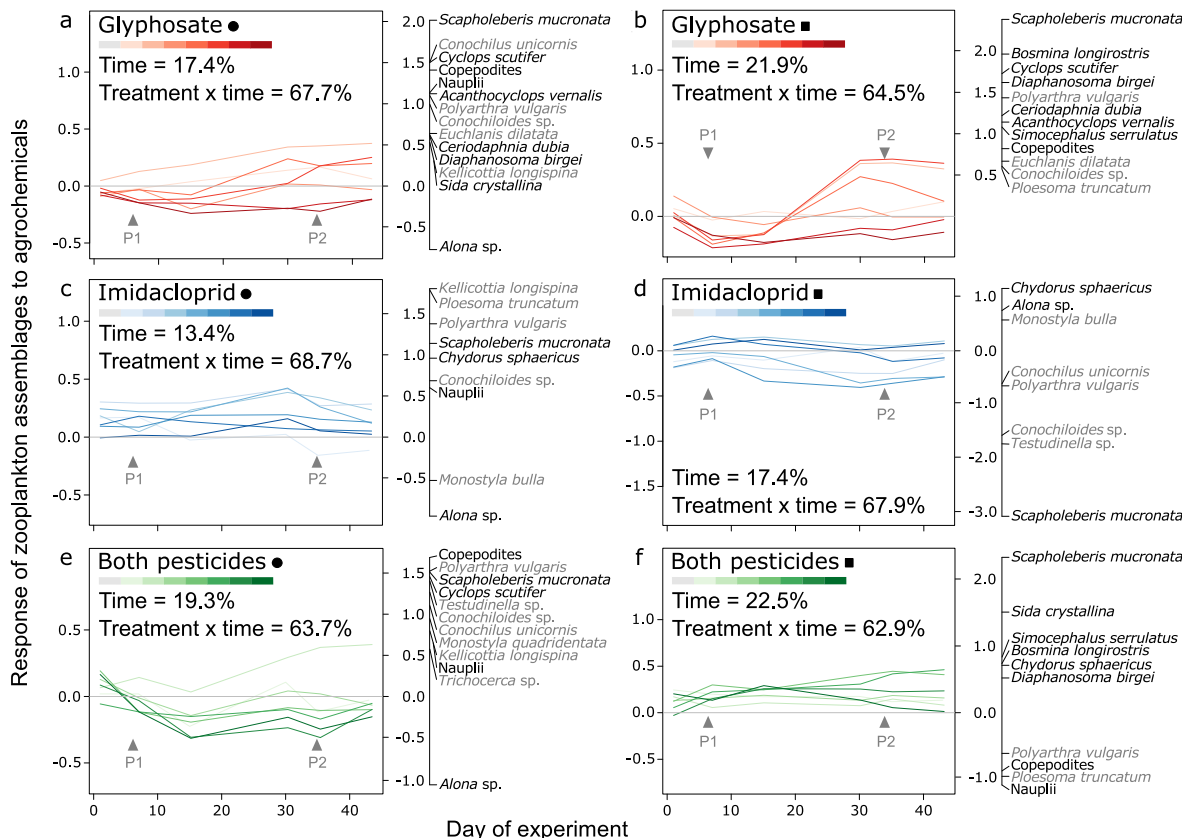 Response of zooplankton assemblages to agrochemicals
a
Glyphosate ●
Time = 17.4%
Treatment x time = 67.7%
1.0
0.5
0.0
-0.5
P1
P2
2.0
1.5
1.0
0.5
0.0
-0.5
Scapholeberis mucronata
Conochilus unicornis
Cyclops scutifer
Copepodites
Nauplii
Acanthocyclops vernalis
Polyarthra vulgaris
Conochiloides sp.
Euchlanis dilatata
Ceriodaphnia dubia
Diaphanosoma birgei
Kellicottia longispina
Sida crystallina
Alona sp.
b
Glyphosate ■
Time = 21.9%
Treatment x time = 64.5%
1.0
0.5
0.0
P1
P2
2.0
1.5
1.0
0.5
Scapholeberis mucronata
Bosmina longirostris
Cyclops scutifer
Diaphanosoma birgei
Polyarthra vulgaris
Ceriodaphnia dubia
Acanthocyclops vernalis
Simocephalus serrulatus
Copepodites
Euchlanis dilatata
Conochiloides sp.
Ploesoma truncatum
c
Imidacloprid ●
Time = 13.4%
Treatment x time = 68.7%
1.0
0.5
0.0
-0.5
P1
P2
1.5
1.0
0.5
0.0
-0.5
Kellicottia longispina
Ploesoma truncatum
Polyarthra vulgaris
Scapholeberis mucronata
Chydorus sphaericus
Conochiloides sp.
Nauplii
Monostyla bulla
Alona sp.
d
Imidacloprid ■
0.0
-0.5
-1.0
-1.5
P1
P2
Time = 17.4%
Treatment x time = 67.9%
1.0
0.0
-1.0
-2.0
-3.0
Chydorus sphaericus
Alona sp.
Monostyla bulla
Conochilus unicornis
Polyarthra vulgaris
Conochiloides sp.
Testudinella sp.
Scapholeberis mucronata
e
Both pesticides ●
Time = 19.3%
Treatment x time = 63.7%
0.5
0.0
-0.5
P1
P2
0 10 20 30 40
1.5
1.0
0.5
0.0
-0.5
-1.0
Copepodites
Polyarthra vulgaris
Scapholeberis mucronata
Cyclops scutifer
Testudinella sp.
Conochiloides sp.
Conochilus unicornis
Monostyla quadridentata
Kellicottia longispina
Nauplii
Trichocerca sp.
Alona sp.
f
Both pesticides ■
Time = 22.5%
Treatment x time = 62.9%
1.0
0.5
0.0
-0.5
P1
P2
0 10 20 30 40
2.0
1.0
0.0
-1.0
Scapholeberis mucronata
Sida crystallina
Simocephalus serrulatus
Bosmina longirostris
Chydorus sphaericus
Diaphanosoma birgei
Polyarthra vulgaris
Copepodites
Ploesoma truncatum
Nauplii
Day of experiment